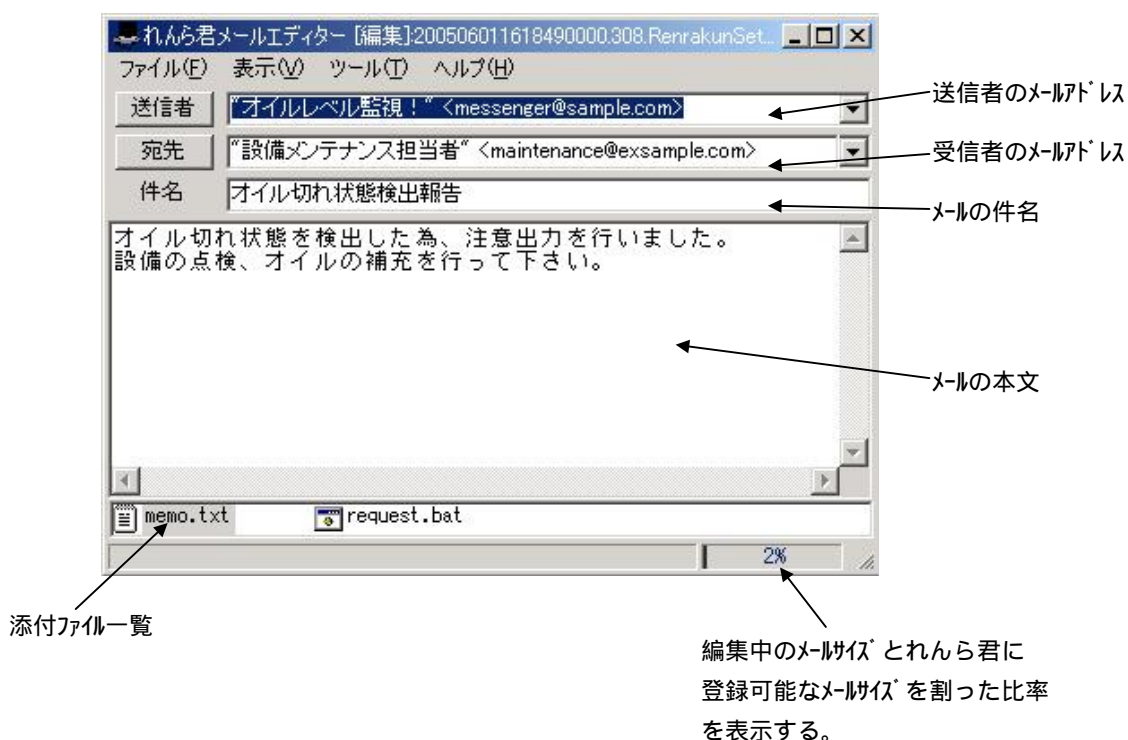 れんら君メールエディター [編集]:200506011618490000.308.RenrakunSet...
ファイル(F) 表示(V) ツール(T) ヘルプ(H)
送信者 "オイルレベル監視！" <messenger@sample.com>
送信者のﾒｰﾙｱﾄﾞﾚｽ
宛先 "設備メンテナンス担当者" <maintenance@exsample.com>
受信者のﾒｰﾙｱﾄﾞﾚｽ
件名 オイル切れ状態検出報告
ﾒｰﾙの件名
オイル切れ状態を検出した為、注意出力を行いました。
設備の点検、オイルの補充を行って下さい。
ﾒｰﾙの本文
memo.txt request.bat
2%
添付ﾌｧｲﾙ一覧
編集中のﾒｰﾙｻｲｽﾞとれんら君に
登録可能なﾒｰﾙｻｲｽﾞを割った比率
を表示する。